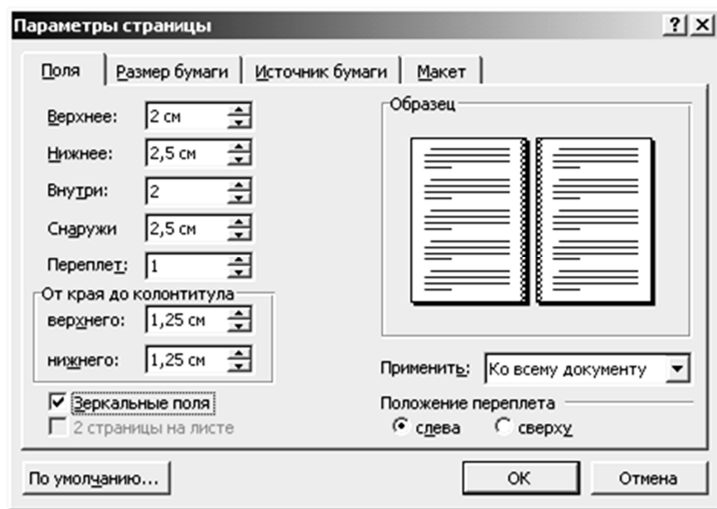 Параметры страницы
Поля Размер бумаги Источник бумаги Макет
Верхнее: 2 см
Нижнее: 2,5 см
Внутри: 2
Снаружи 2,5 см
Переплет: 1
От края до колонтитула
верхнего: 1,25 см
нижнего: 1,25 см
Зеркальные поля
2 страницы на листе
Образец
Применить: Ко всему документу
Положение переплета
слева сверху
По умолчанию... ОК Отмена